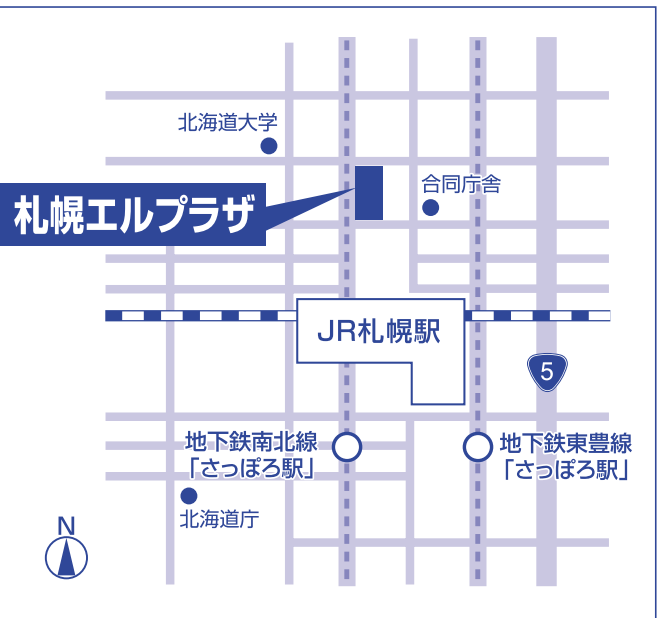 北海道大学
合同庁舎
札幌エルプラザ
JR札幌駅
5
地下鉄南北線
「さっぽろ駅」
地下鉄東豊線
「さっぽろ駅」
北海道庁
N